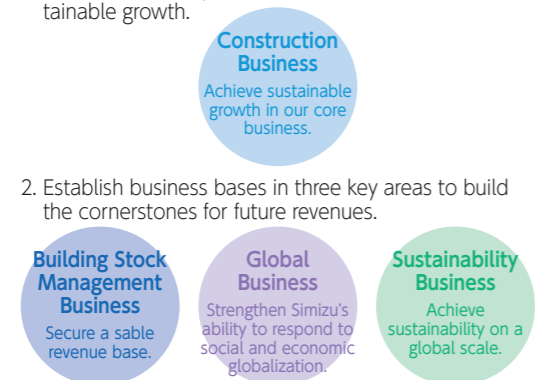 tainable growth.
Construction
Business
Achieve sustainable
growth in our core
business.
2. Establish business bases in three key areas to build
the cornerstones for future revenues.
Building Stock
Management
Business
Secure a sable
revenue base.
Global
Business
Strengthen Simizu's
ability to respond to
social and economic
globalization.
Sustainability
Business
Achieve
sustainability on a
global scale.